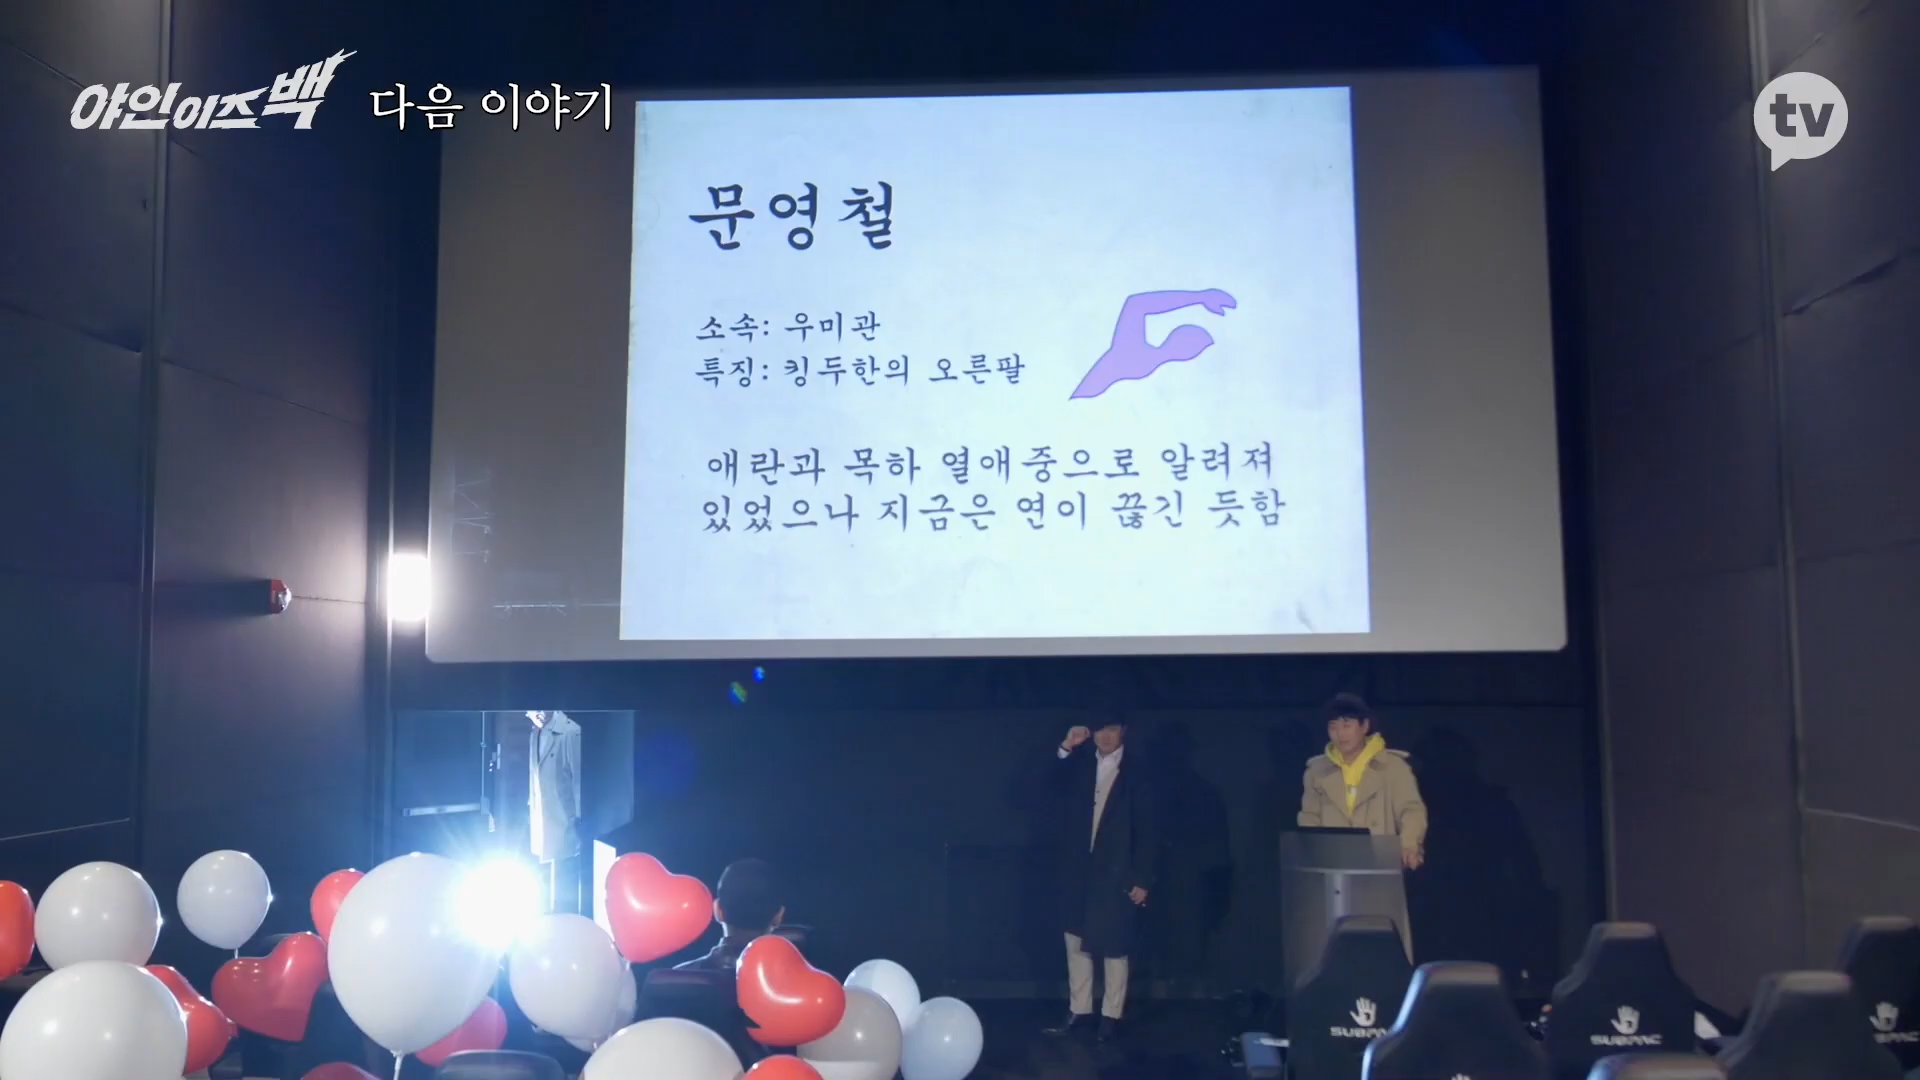 야인이즈백 다음 이야기
tv
문영철
소속: 우미관
특징: 킹두한의 오른팔
애란과 목하 열애중으로 알려져
있었으나 지금은 연이 끊긴 듯함
SUBPAC
SUBPAC